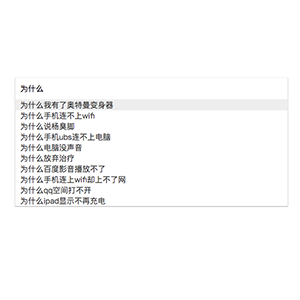 为什么
为什么我有了奥特曼变身器
为什么手机连不上wifi
为什么说杨臭脚
为什么手机ubs连不上电脑
为什么电脑没声音
为什么放弃治疗
为什么百度影音播放不了
为什么手机连上wifi却上不了网
为什么qq空间打不开
为什么ipad显示不再充电